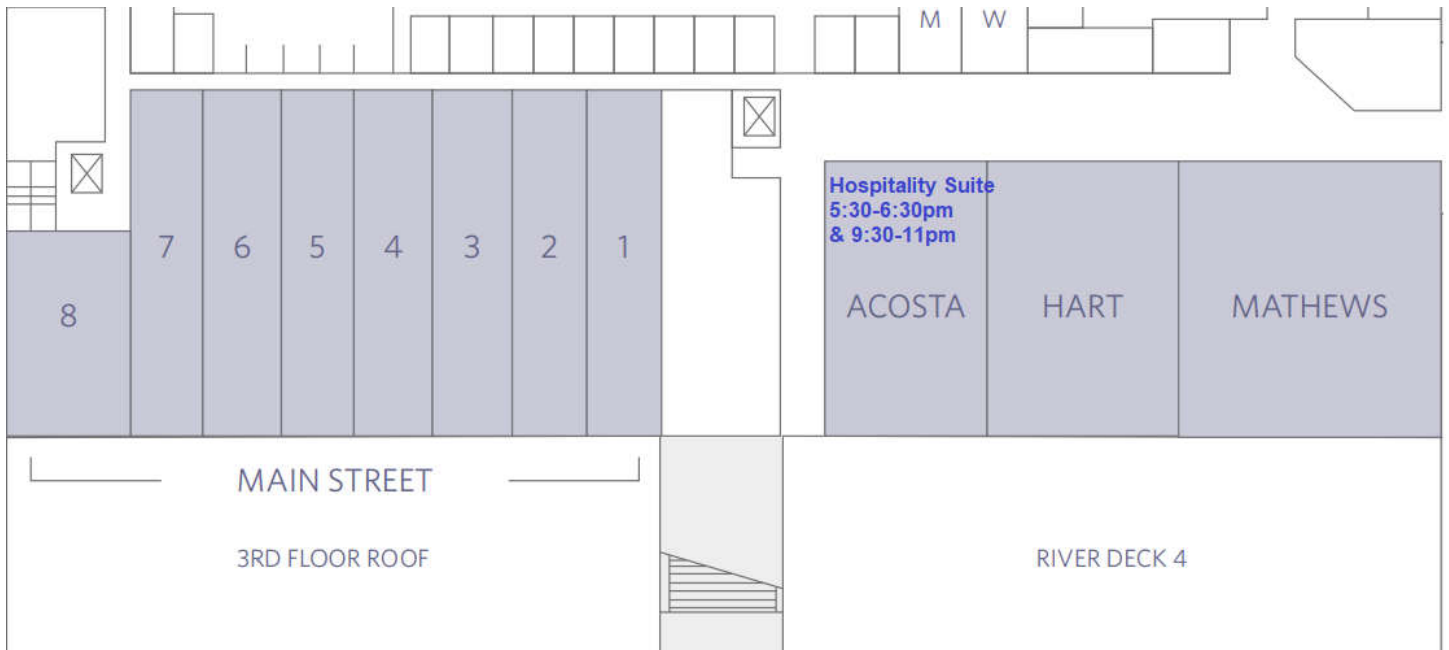 M W
Hospitality Suite
5:30-6:30pm
& 9:30-11pm
7 6 5 4 3 2 1
8
ACOSTA HART MATHEWS
MAIN STREET
3RD FLOOR ROOF
RIVER DECK 4